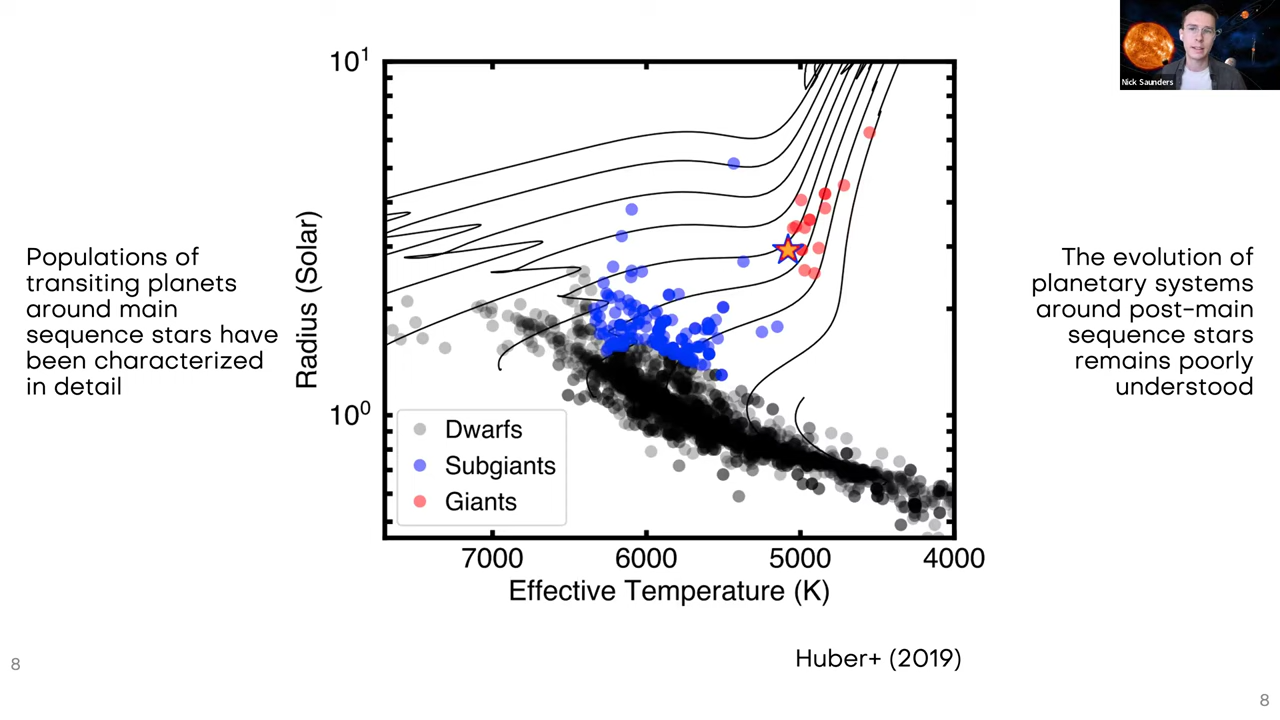 Nick Saunders
Populations of
transiting planets
around main
sequence stars have
been characterized
in detail
10¹
10⁰
Radius (Solar)
Dwarfs
Subgiants
Giants
7000
6000
5000
4000
Effective Temperature (K)
The evolution of
planetary systems
around post-main
sequence stars
remains poorly
understood
Huber+ (2019)
8
8